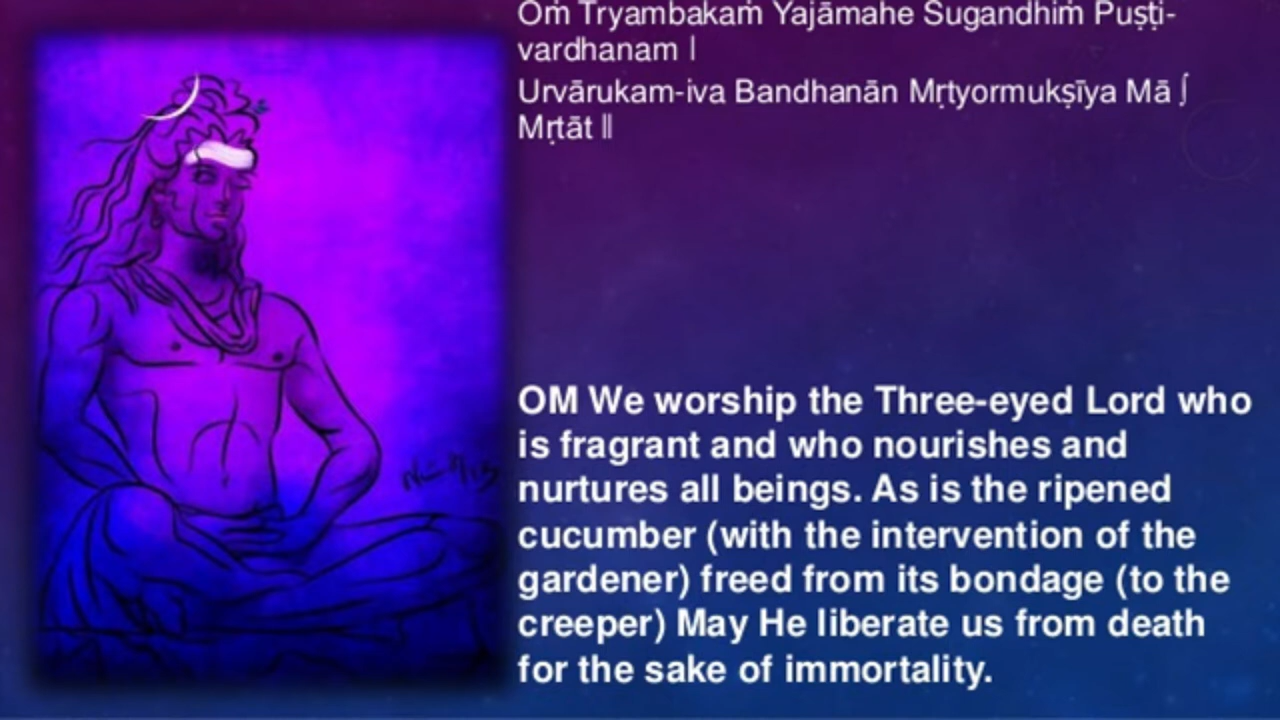 Oṁ Tryambakaṁ Yajāmahe Sugandhiṁ Puṣṭi-
vardhanam |
Urvārukam-iva Bandhanān Mṛtyormukṣīya Mā ∫
Mṛtāt ||
OM We worship the Three-eyed Lord who
is fragrant and who nourishes and
nurtures all beings. As is the ripened
cucumber (with the intervention of the
gardener) freed from its bondage (to the
creeper) May He liberate us from death
for the sake of immortality.